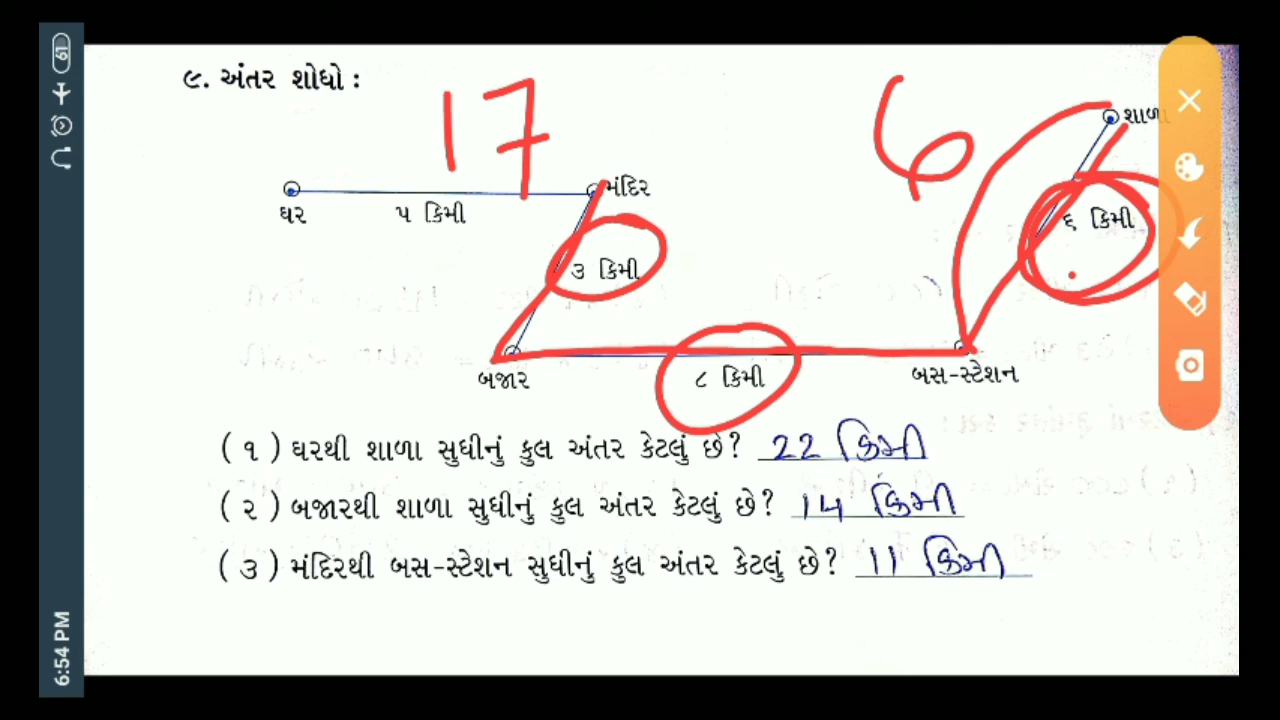 61
6:54 PM
૯. અંતર શોધો :
17
6
શાળા
ઘર
૫ કિમી
મંદિર
૩ કિમી
૬ કિમી
બજાર
૮ કિમી
બસ-સ્ટેશન
( ૧ ) ઘરથી શાળા સુધીનું કુલ અંતર કેટલું છે? 22 કિમી
( ૨ ) બજારથી શાળા સુધીનું કુલ અંતર કેટલું છે? 14 કિમી
( ૩ ) મંદિરથી બસ-સ્ટેશન સુધીનું કુલ અંતર કેટલું છે? 11 કિમી